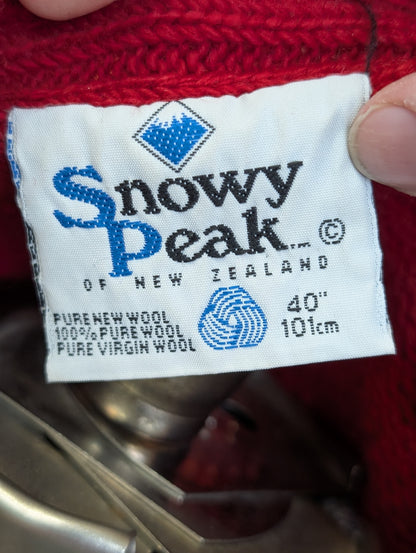 Snowy
Peak™ ©
OF NEW ZEALAND
PURE NEW WOOL
100% PURE WOOL
PURE VIRGIN WOOL
40"
101cm